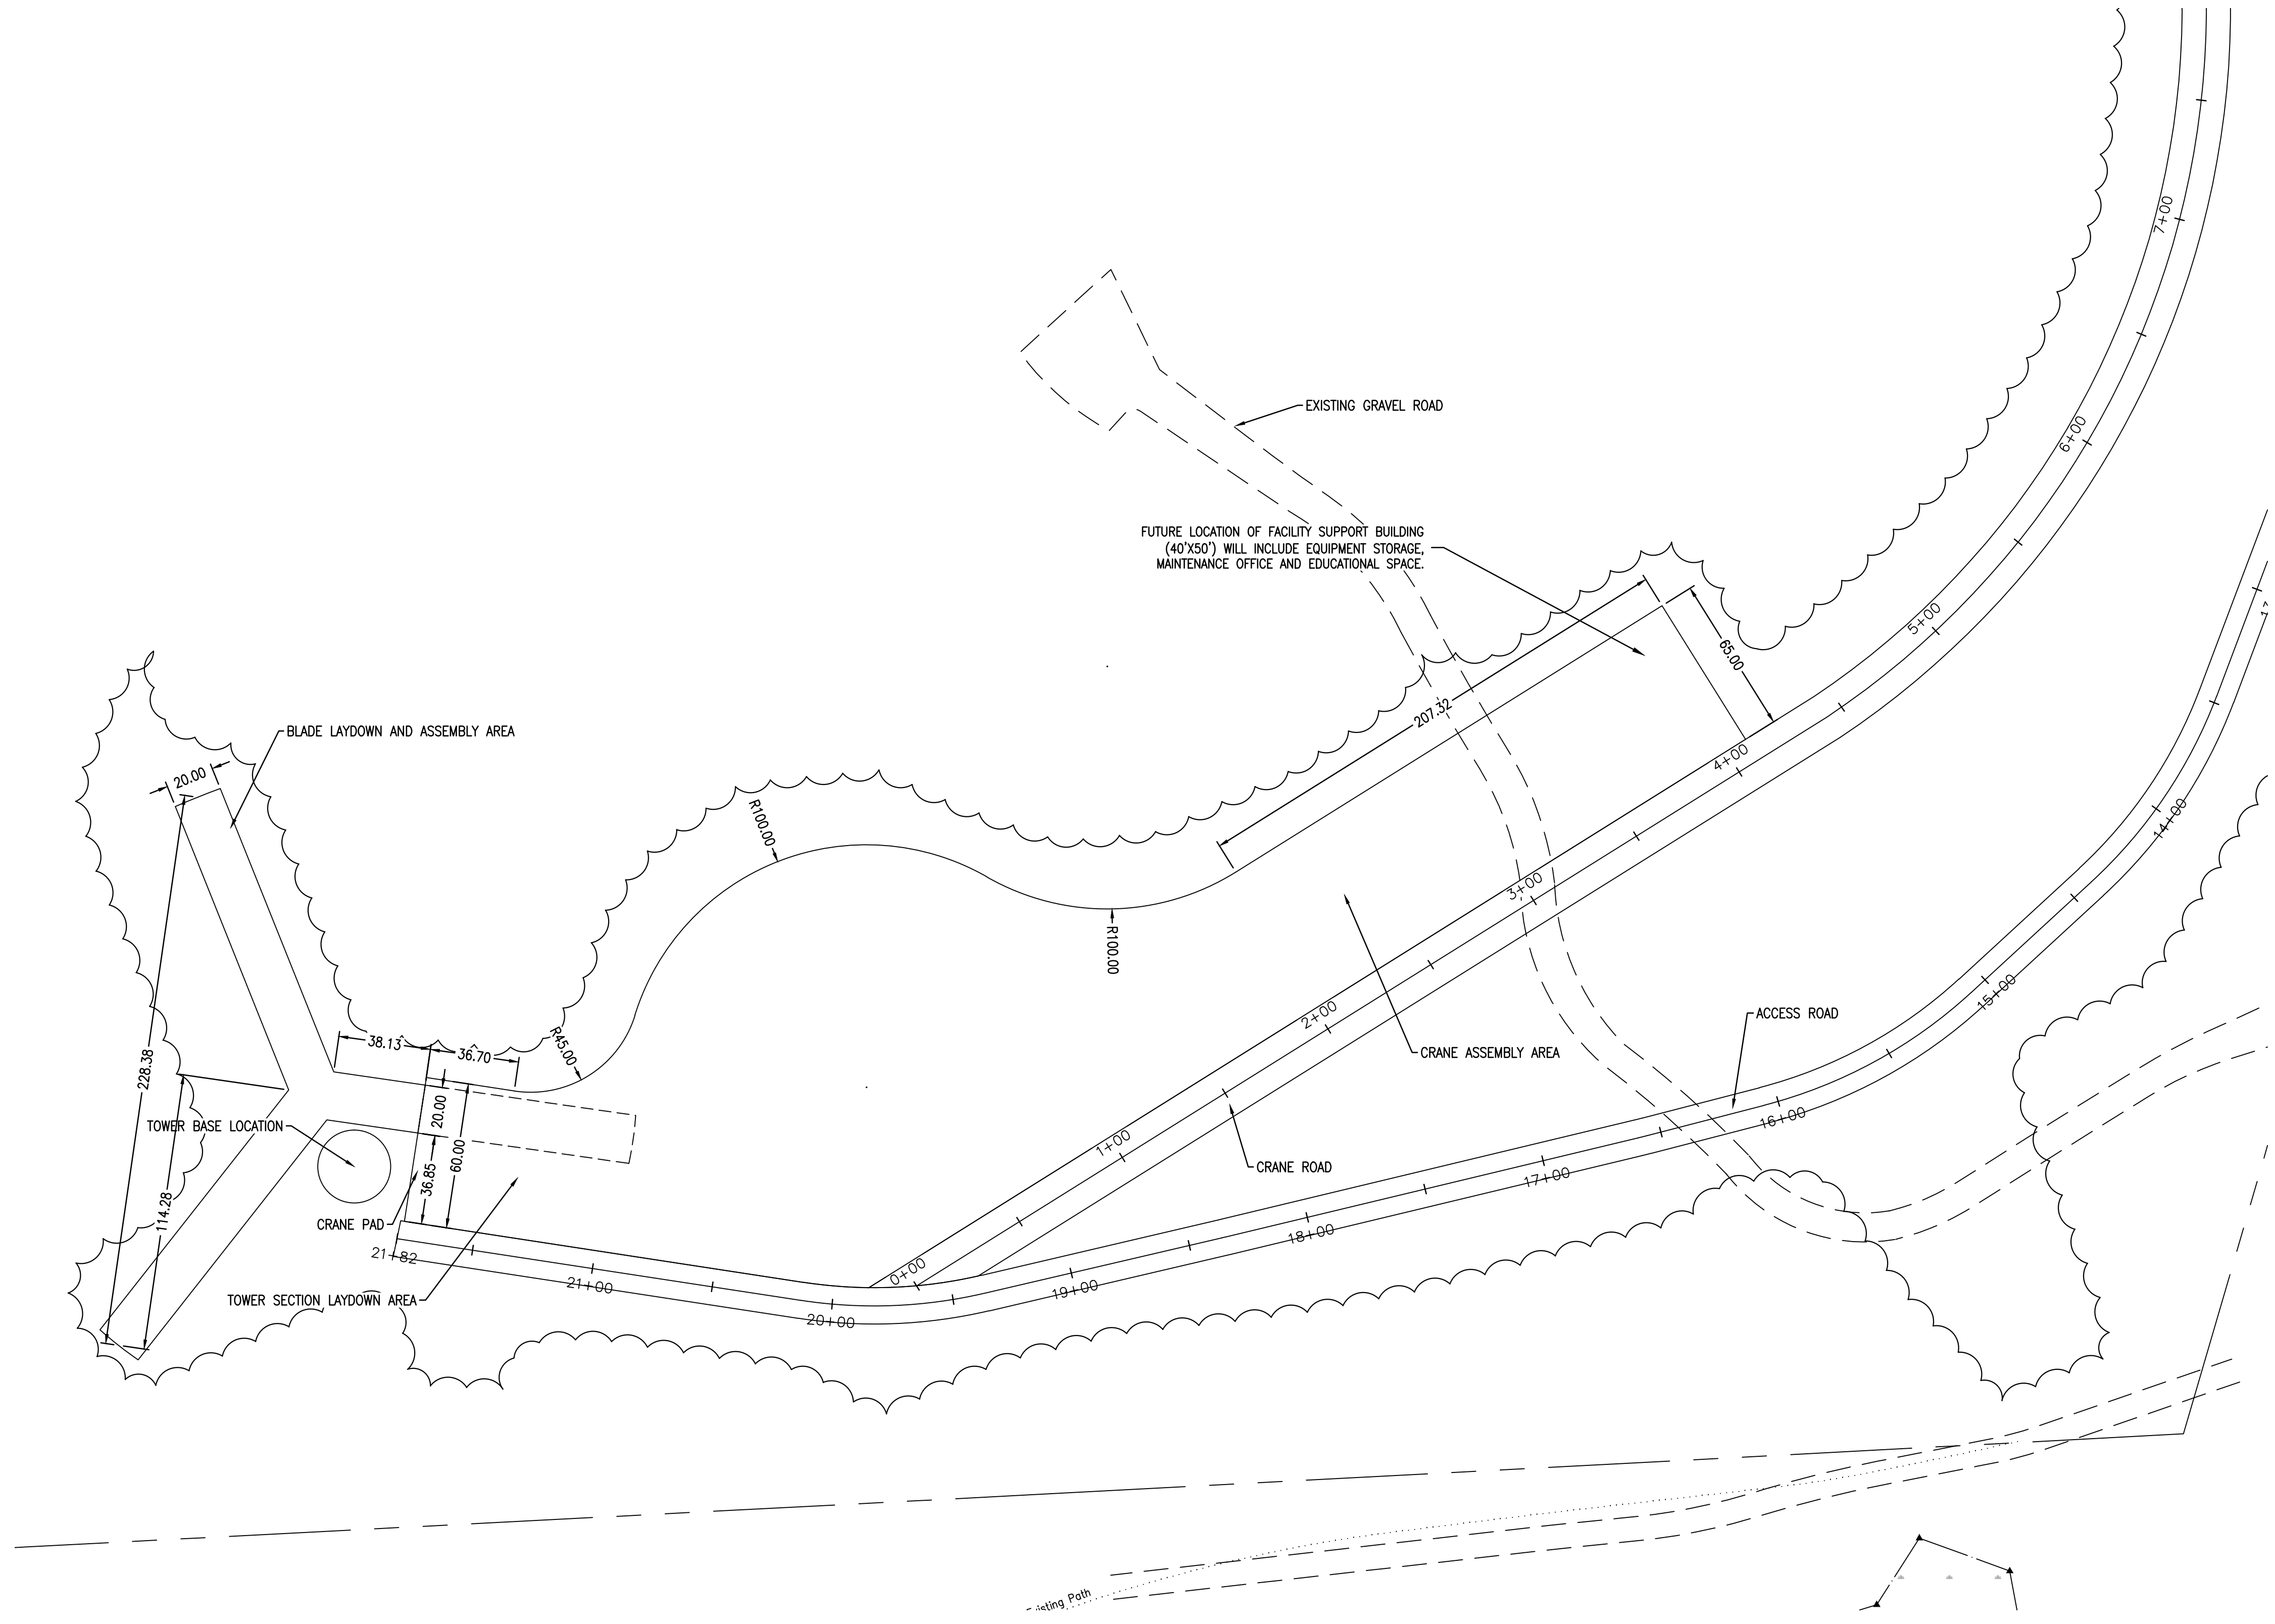 7+00
EXISTING GRAVEL ROAD
6+00
FUTURE LOCATION OF FACILITY SUPPORT BUILDING
(40'X50') WILL INCLUDE EQUIPMENT STORAGE,
MAINTENANCE OFFICE AND EDUCATIONAL SPACE.
5+00
65.00
207.32
BLADE LAYDOWN AND ASSEMBLY AREA
4+00
20.00
R100.00
14+00
3+00
R100.00
15+00
2+00
ACCESS ROAD
38.13
36.70
R45.00
CRANE ASSEMBLY AREA
228.38
20.00
16+00
TOWER BASE LOCATION
1+00
60.00
36.85
CRANE ROAD
17+00
114.28
CRANE PAD
18+00
21+82
0+00
21+00
19+00
TOWER SECTION LAYDOWN AREA
20+00
Path